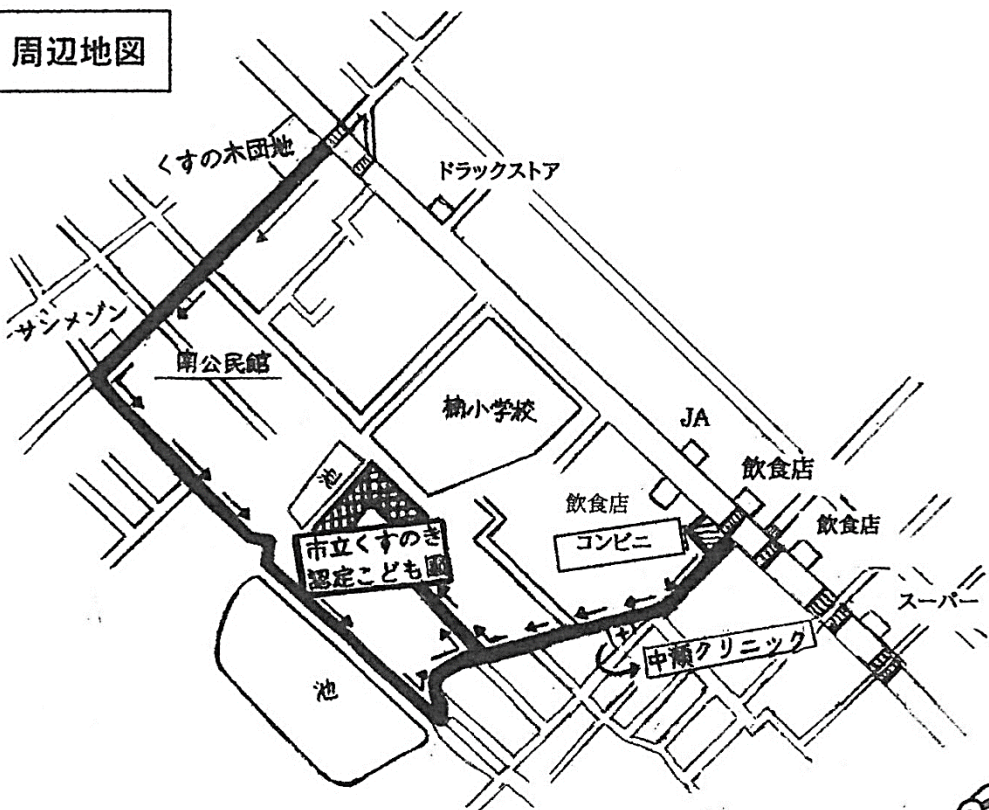 周辺地図
くすの木団地
ドラックストア
サンメゾン
南公民館
楠小学校
JA
池
飲食店
飲食店
飲食店
コンビニ
市立くすのき
認定こども園
スーパー
中瀬クリニック
池